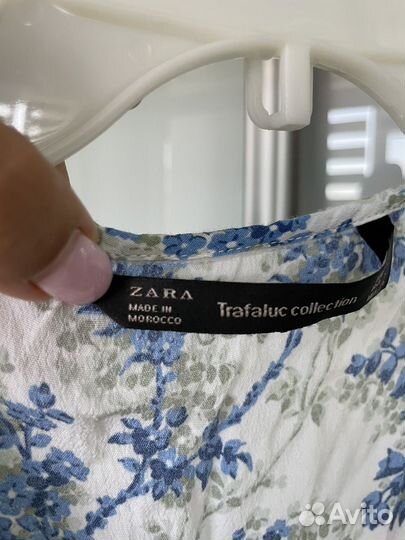 ZARA
MADE IN
MOROCCO
Trafaluc collection
Avito